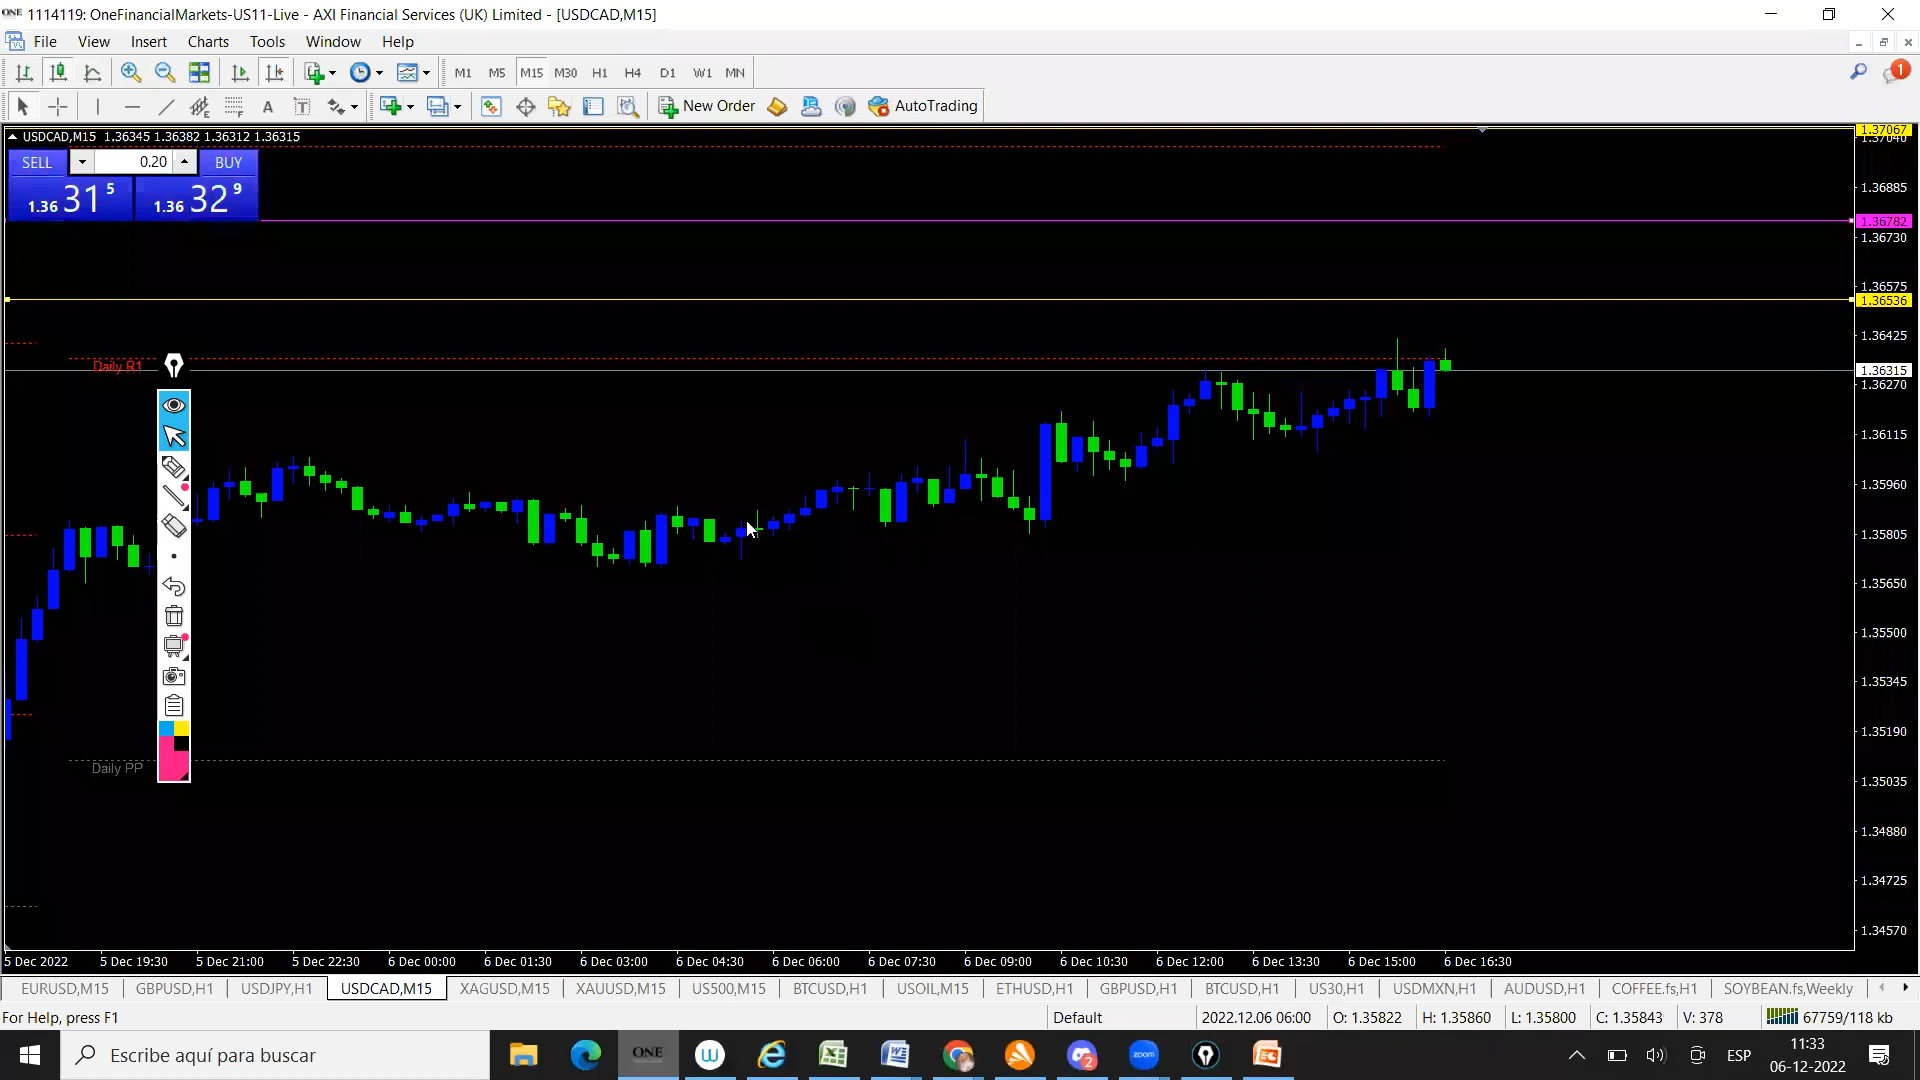 ONE 1114119: OneFinancialMarkets-US11-Live - AXI Financial Services (UK) Limited - [USDCAD,M15]
File View Insert Charts Tools Window Help
M1 M5 M15 M30 H1 H4 D1 W1 MN
1
A T New Order AutoTrading
USDCAD,M15 1.36345 1.36382 1.36312 1.36315
SELL 0.20 BUY
1.36 31 5 1.36 32 9
1.37067
1.37040
1.36885
1.36782
1.36730
1.36575
1.36536
1.36425
Daily R1
1.36315
1.36270
1.36115
1.35960
1.35805
1.35650
1.35500
1.35345
1.35190
Daily PP
1.35035
1.34880
1.34725
1.34570
5 Dec 2022 5 Dec 19:30 5 Dec 21:00 5 Dec 22:30 6 Dec 00:00 6 Dec 01:30 6 Dec 03:00 6 Dec 04:30 6 Dec 06:00 6 Dec 07:30 6 Dec 09:00 6 Dec 10:30 6 Dec 12:00 6 Dec 13:30 6 Dec 15:00 6 Dec 16:30
EURUSD,M15 GBPUSD,H1 USDJPY,H1 USDCAD,M15 XAGUSD,M15 XAUUSD,M15 US500,M15 BTCUSD,H1 USOIL,M15 ETHUSD,H1 GBPUSD,H1 BTCUSD,H1 US30,H1 USDMXN,H1 AUDUSD,H1 COFFEE.fs,H1 SOYBEAN.fs,Weekly
For Help, press F1 Default 2022.12.06 06:00 O: 1.35822 H: 1.35860 L: 1.35800 C: 1.35843 V: 378 67759/118 kb
Escribe aquí para buscar ONE W 2 zoom ESP 11:33
06-12-2022